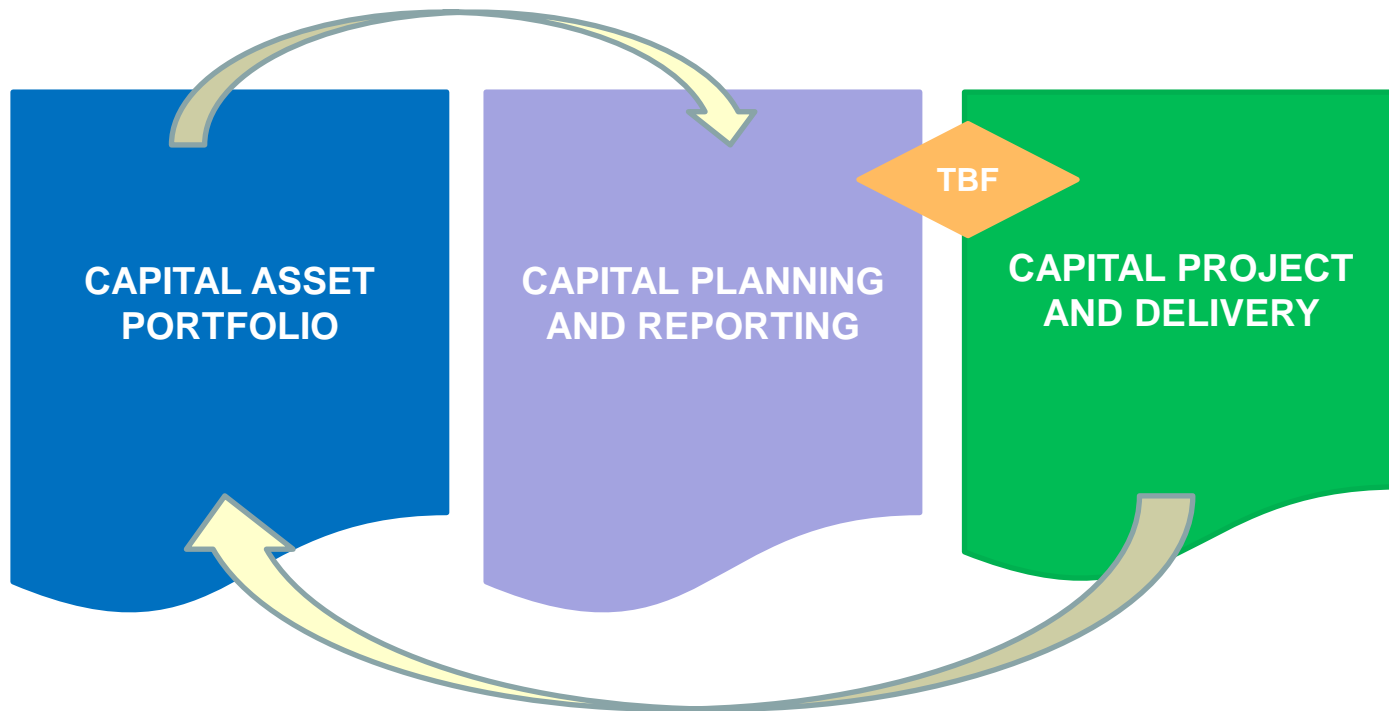 CAPITAL ASSET
PORTFOLIO
CAPITAL PLANNING
AND REPORTING
TBF
CAPITAL PROJECT
AND DELIVERY